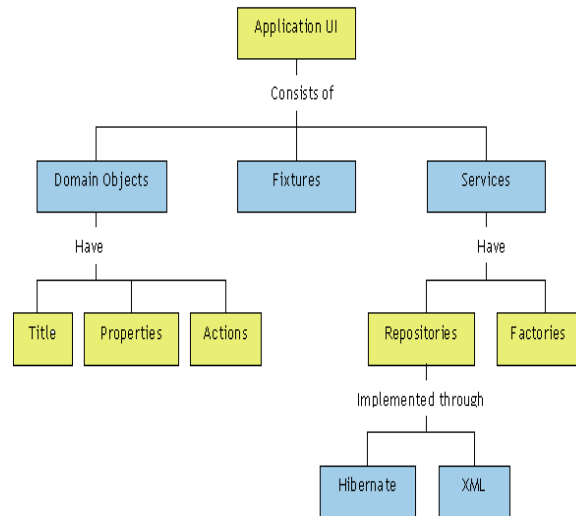 Application UI
Consists of
Domain Objects
Fixtures
Services
Have
Have
Title
Properties
Actions
Repositories
Factories
Implemented through
Hibernate
XML